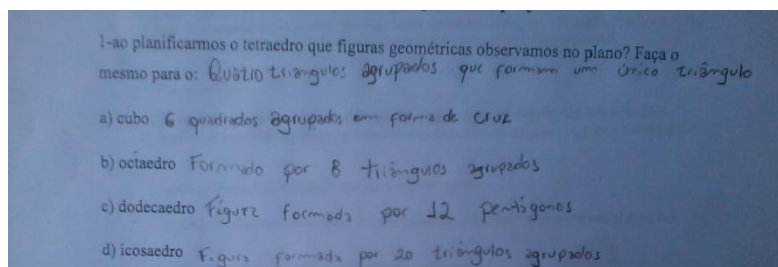 1-ao planificarmos o tetraedro que figuras geométricas observamos no plano? Faça o
mesmo para o: Quatro triangulos agrupados que formam um único triângulo
a) cubo 6 quadrados agrupados em forma de cruz
b) octaedro Formado por 8 triângulos agrupados
c) dodecaedro Figura formada por 12 pentágonos
d) icosaedro Figura formada por 20 triângulos agrupados